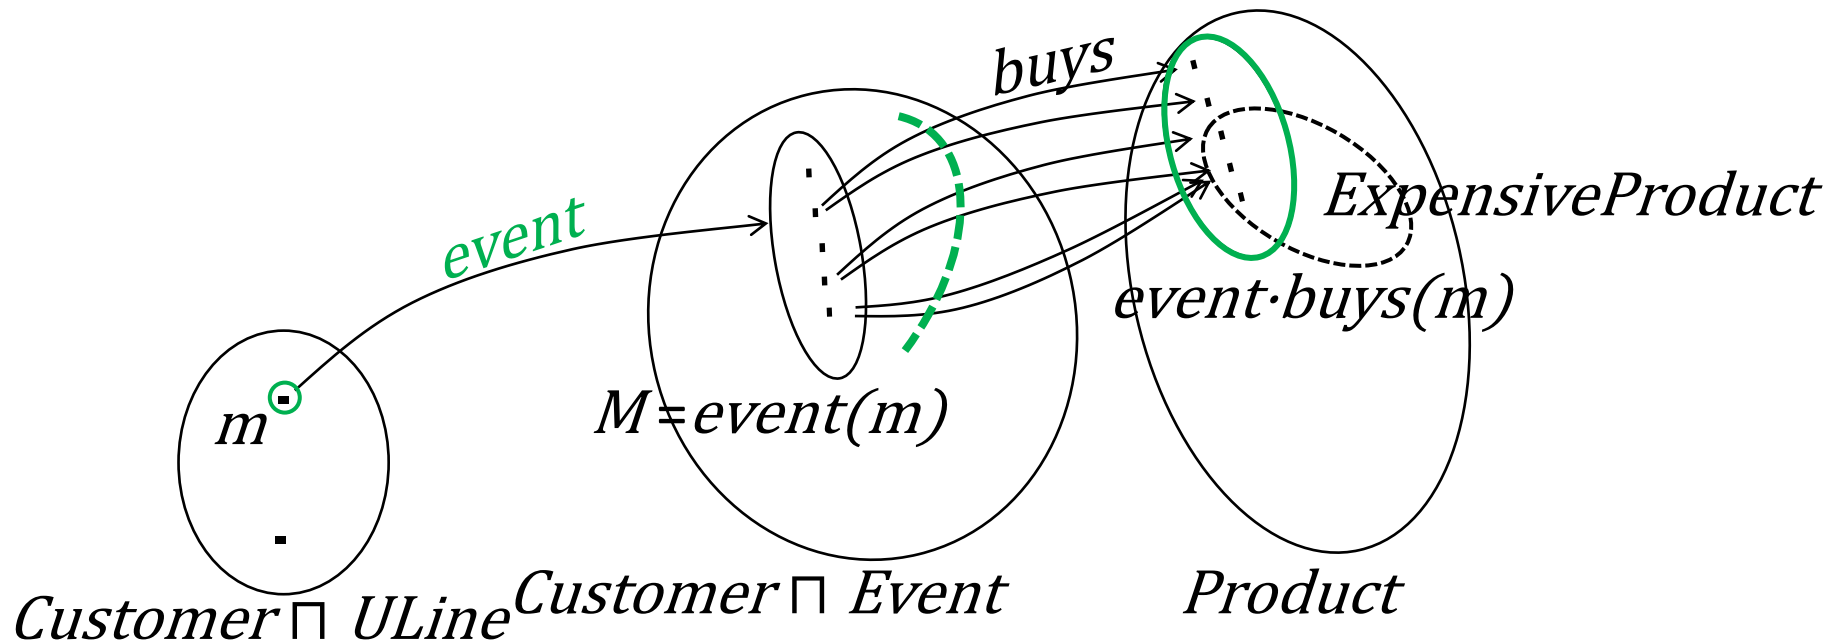 buys
ExpensiveProduct
event
event·buys(m)
M=event(m)
m
Customer ⊓ ULine
Customer ⊓ Event
Product